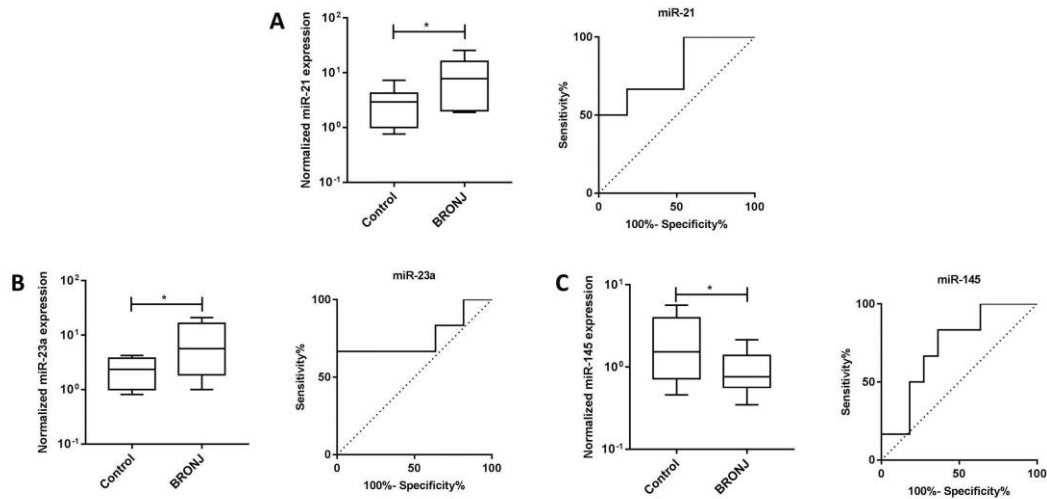 A
Normalized miR-21 expression
10²
10¹
10⁰
10⁻¹
*
Control
BRONJ
miR-21
Sensitivity%
100
50
0
0
50
100
100%- Specificity%
B
Normalized miR-23a expression
10²
10¹
10⁰
10⁻¹
*
Control
BRONJ
miR-23a
Sensitivity%
100
50
0
0
50
100
100%- Specificity%
C
Normalized miR-145 expression
10¹
10⁰
10⁻¹
*
Control
BRONJ
miR-145
Sensitivity%
100
50
0
0
50
100
100%- Specificity%